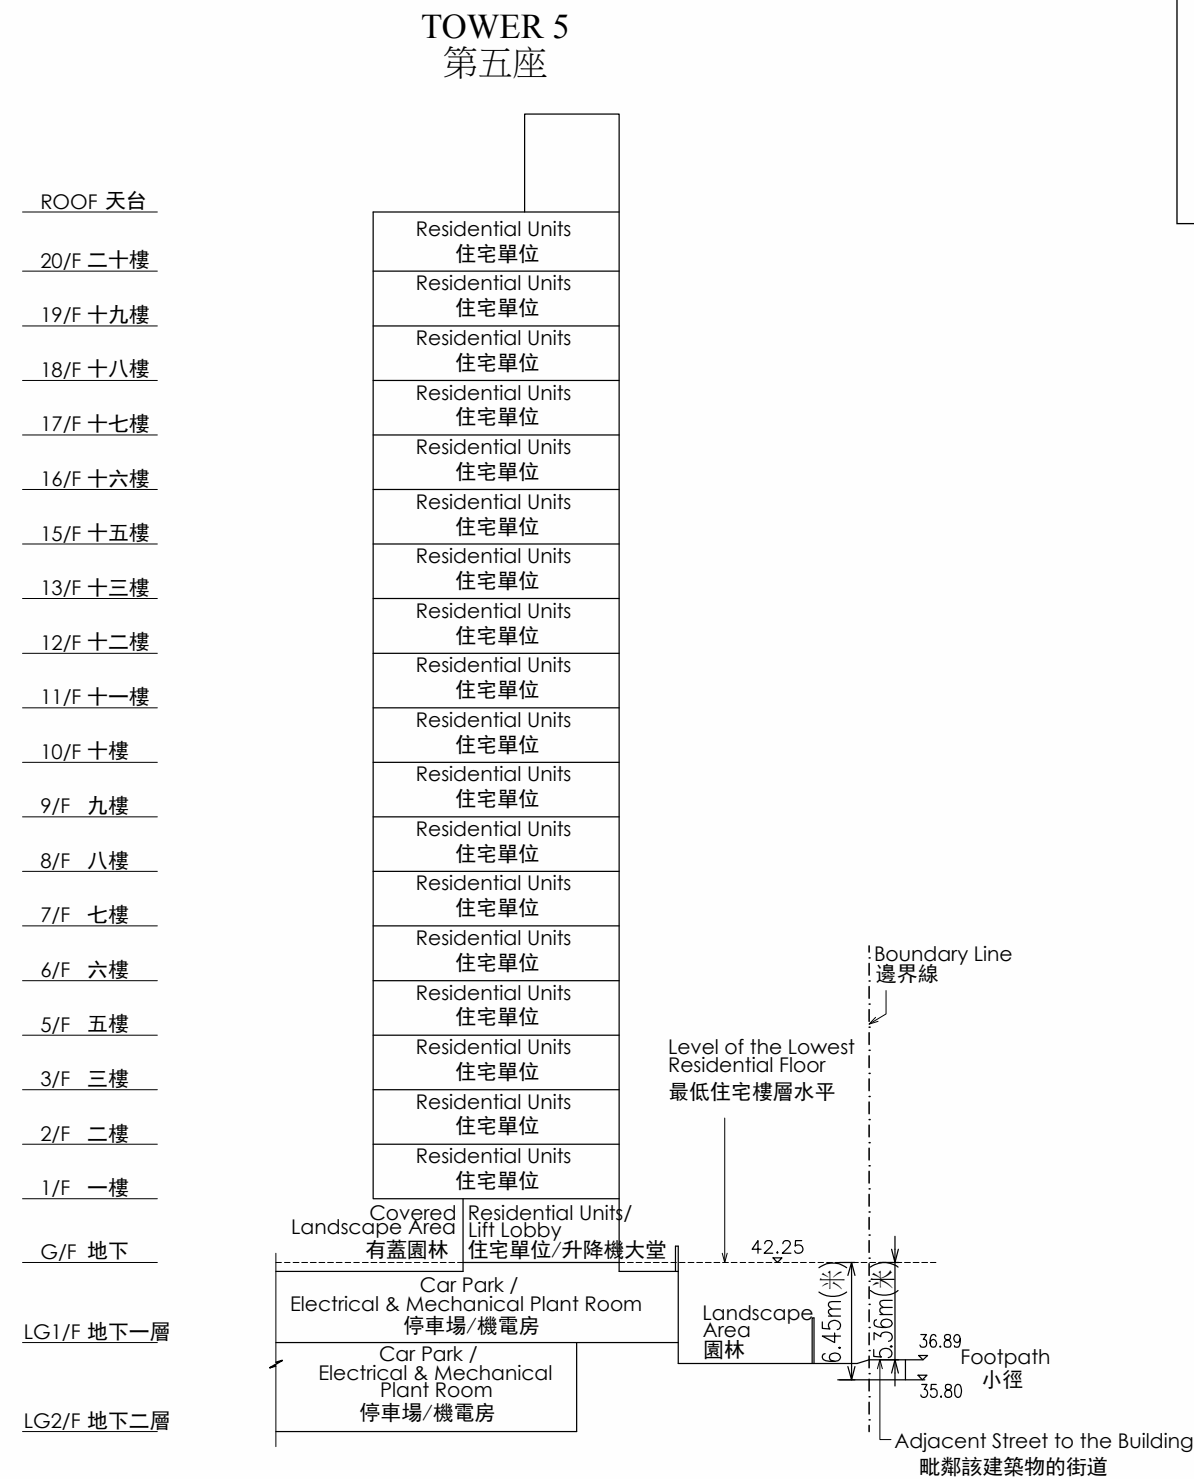 TOWER 5
第五座
ROOF 天台
Residential Units
住宅單位
20/F 二十樓
Residential Units
住宅單位
19/F 十九樓
Residential Units
住宅單位
18/F 十八樓
Residential Units
住宅單位
17/F 十七樓
Residential Units
住宅單位
16/F 十六樓
Residential Units
住宅單位
15/F 十五樓
Residential Units
住宅單位
13/F 十三樓
Residential Units
住宅單位
12/F 十二樓
Residential Units
住宅單位
11/F 十一樓
Residential Units
住宅單位
10/F 十樓
Residential Units
住宅單位
9/F 九樓
Residential Units
住宅單位
8/F 八樓
Residential Units
住宅單位
7/F 七樓
Residential Units
住宅單位
6/F 六樓
Residential Units
住宅單位
5/F 五樓
Residential Units
住宅單位
3/F 三樓
Residential Units
住宅單位
2/F 二樓
Residential Units
住宅單位
1/F 一樓
Covered
Landscape Area
有蓋園林
Residential Units/
Lift Lobby
住宅單位/升降機大堂
G/F 地下
Car Park /
Electrical & Mechanical Plant Room
停車場/機電房
LG1/F 地下一層
Car Park /
Electrical & Mechanical
Plant Room
停車場/機電房
LG2/F 地下二層
Boundary Line
邊界線
Level of the Lowest
Residential Floor
最低住宅樓層水平
42.25
6.45m(米)
5.36m(米)
Landscape
Area
園林
36.89
Footpath
小徑
35.80
Adjacent Street to the Building
毗鄰該建築物的街道